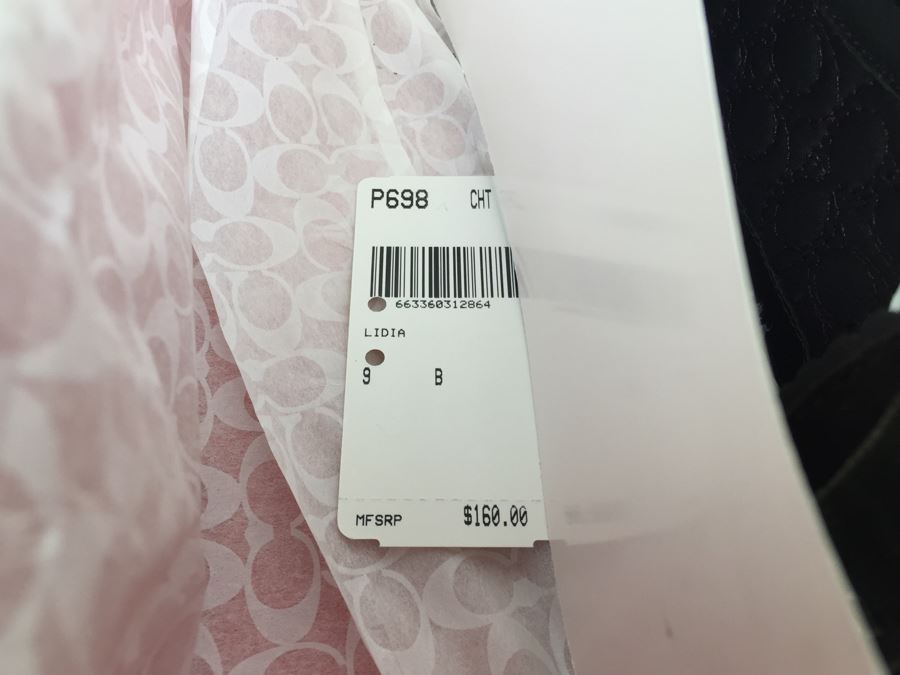 P698 CHT
663360312864
LIDIA
9 B
MFSRP $160.00